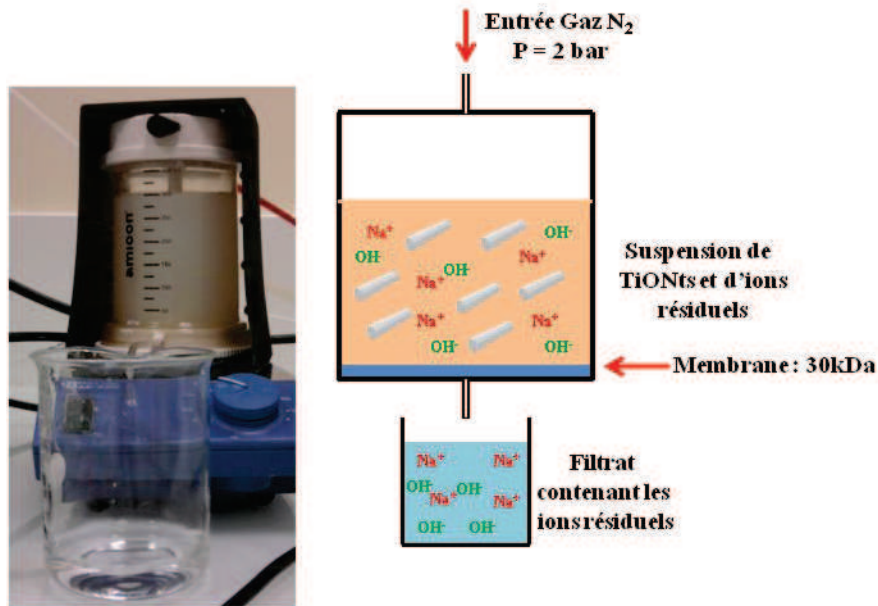 Entrée Gaz N₂
P = 2 bar
amicon
Na⁺
OH⁻
OH⁻
Na⁺
OH⁻
Na⁺
Na⁺
Na⁺
OH⁻
OH⁻
Suspension de
TiONts et d'ions
résiduels
Membrane : 30kDa
Na⁺
Na⁺
OH⁻
Na⁺
OH⁻
Na⁺
OH⁻
OH⁻
Filtrat
contenant les
ions résiduels